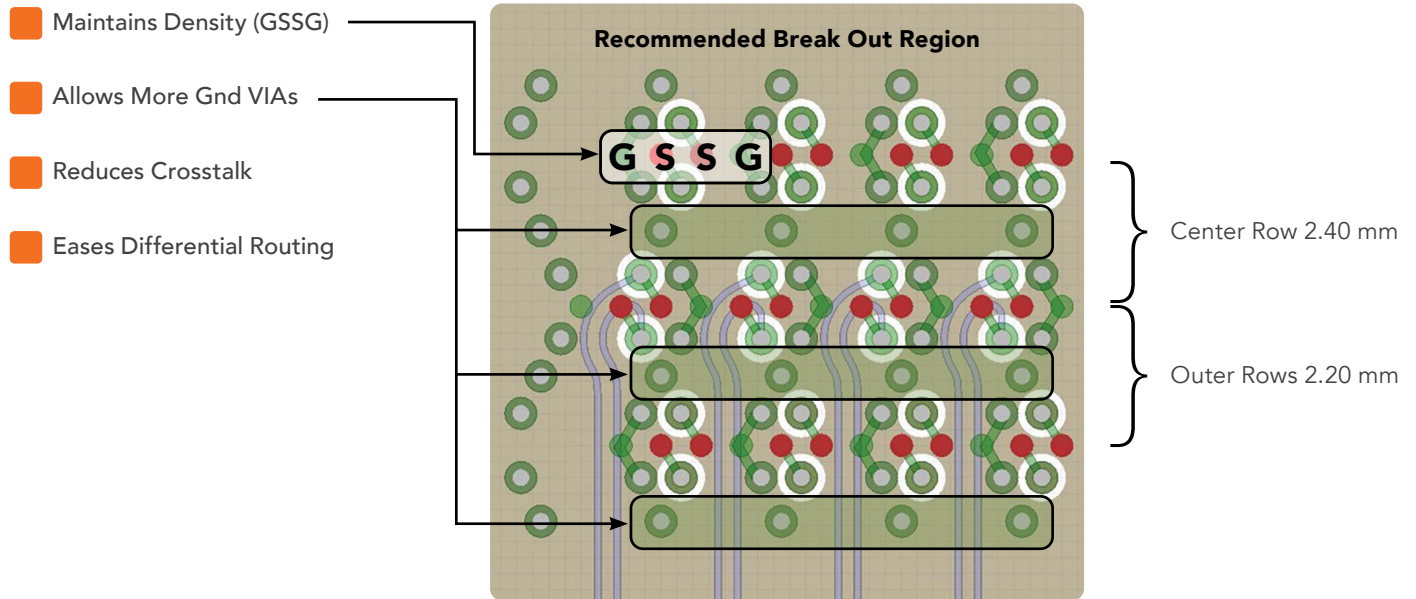 Maintains Density (GSSG)
Allows More Gnd VIAs
Reduces Crosstalk
Eases Differential Routing
Recommended Break Out Region
G S S G
Center Row 2.40 mm
Outer Rows 2.20 mm